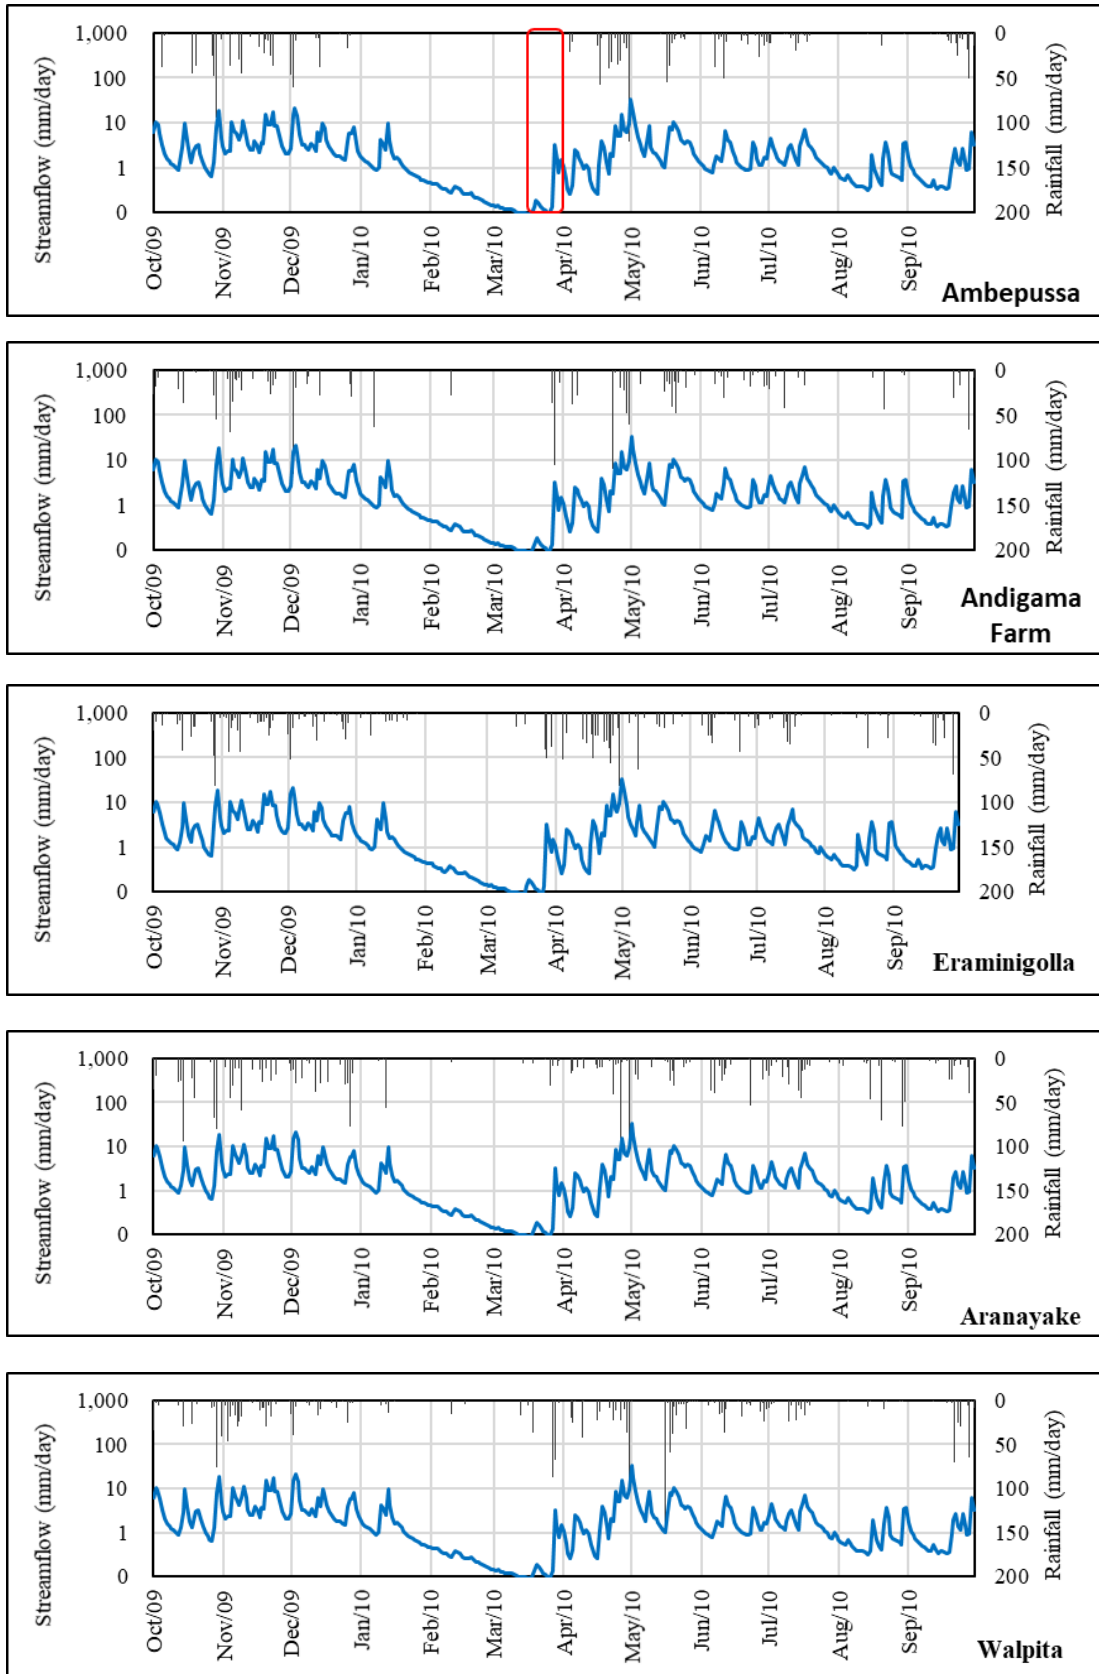 1,000
100
10
1
0
Streamflow (mm/day)
0
50
100
150
200
Rainfall (mm/day)
Oct/09
Nov/09
Dec/09
Jan/10
Feb/10
Mar/10
Apr/10
May/10
Jun/10
Jul/10
Aug/10
Sep/10
Ambepussa
1,000
100
10
1
0
Streamflow (mm/day)
0
50
100
150
200
Rainfall (mm/day)
Oct/09
Nov/09
Dec/09
Jan/10
Feb/10
Mar/10
Apr/10
May/10
Jun/10
Jul/10
Aug/10
Sep/10
Andigama
Farm
1,000
100
10
1
0
Streamflow (mm/day)
0
50
100
150
200
Rainfall (mm/day)
Oct/09
Nov/09
Dec/09
Jan/10
Feb/10
Mar/10
Apr/10
May/10
Jun/10
Jul/10
Aug/10
Sep/10
Eraminigolla
1,000
100
10
1
0
Streamflow (mm/day)
0
50
100
150
200
Rainfall (mm/day)
Oct/09
Nov/09
Dec/09
Jan/10
Feb/10
Mar/10
Apr/10
May/10
Jun/10
Jul/10
Aug/10
Sep/10
Aranayake
1,000
100
10
1
0
Streamflow (mm/day)
0
50
100
150
200
Rainfall (mm/day)
Oct/09
Nov/09
Dec/09
Jan/10
Feb/10
Mar/10
Apr/10
May/10
Jun/10
Jul/10
Aug/10
Sep/10
Walpita